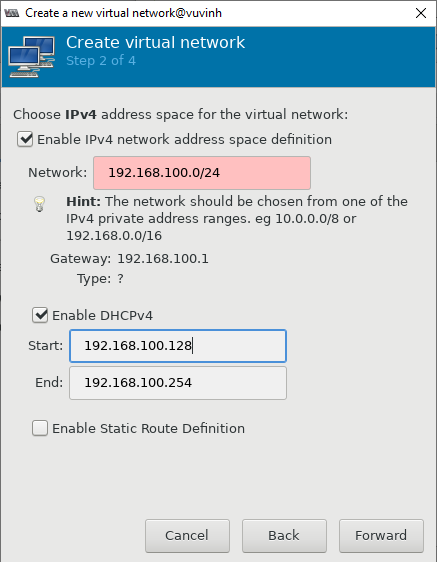 Create a new virtual network@vuvinh
Create virtual network
Step 2 of 4
Choose IPv4 address space for the virtual network:
Enable IPv4 network address space definition
Network: 192.168.100.0/24
Hint: The network should be chosen from one of the
IPv4 private address ranges. eg 10.0.0.0/8 or
192.168.0.0/16
Gateway: 192.168.100.1
Type: ?
Enable DHCPv4
Start: 192.168.100.128
End: 192.168.100.254
Enable Static Route Definition
Cancel Back Forward